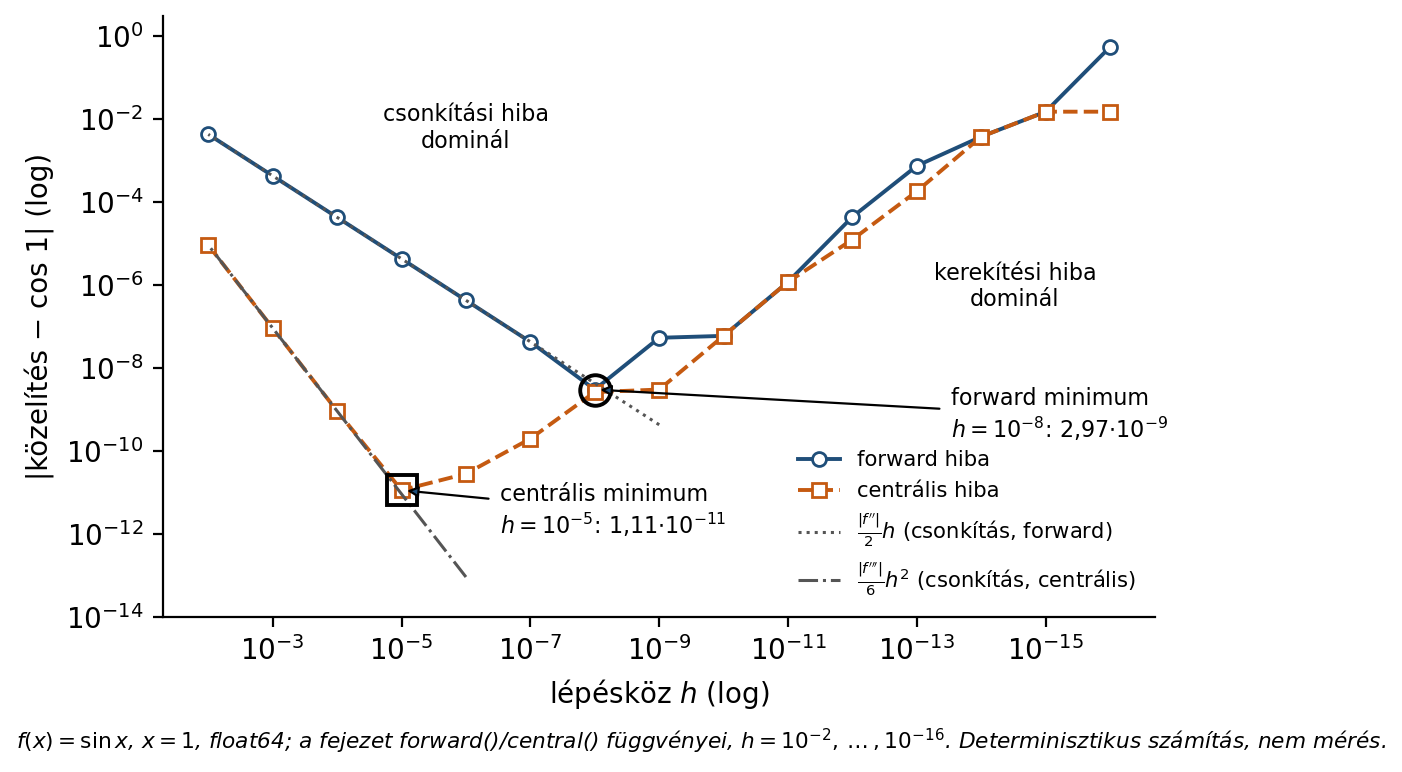 10⁰
10⁻²
10⁻⁴
10⁻⁶
10⁻⁸
10⁻¹⁰
10⁻¹²
10⁻¹⁴
|közelítés − cos 1| (log)
csonkítási hiba
dominál
kerekítési hiba
dominál
forward minimum
h = 10⁻⁸: 2,97·10⁻⁹
centrális minimum
h = 10⁻⁵: 1,11·10⁻¹¹
forward hiba
centrális hiba
|f′′|/2 h (csonkítás, forward)
|f′′′|/6 h² (csonkítás, centrális)
10⁻³ 10⁻⁵ 10⁻⁷ 10⁻⁹ 10⁻¹¹ 10⁻¹³ 10⁻¹⁵
lépésköz h (log)
f(x) = sin x, x = 1, float64; a fejezet forward()/central() függvényei, h = 10⁻², … , 10⁻¹⁶. Determinisztikus számítás, nem mérés.